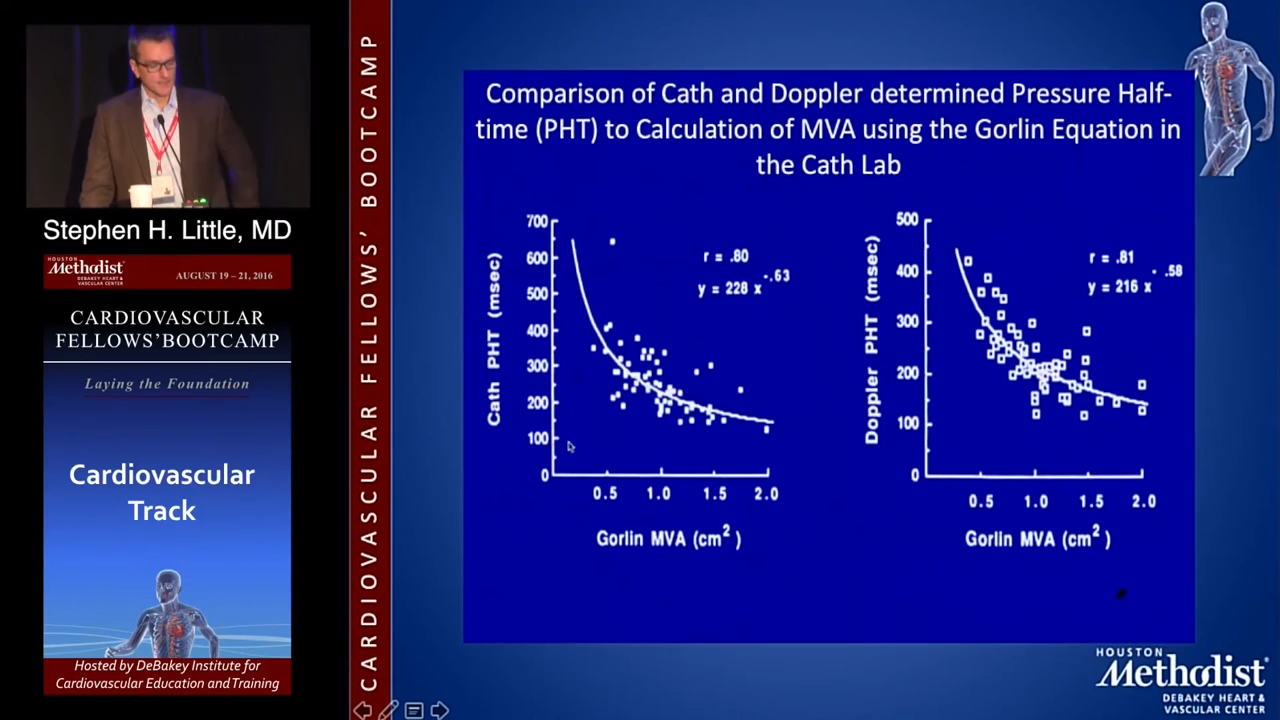 Stephen H. Little, MD
HOUSTON
Methodist
DEBAKEY HEART &
VASCULAR CENTER
AUGUST 19 – 21, 2016
CARDIOVASCULAR
FELLOWS' BOOTCAMP
Laying the Foundation
Cardiovascular
Track
Hosted by DeBakey Institute for
Cardiovascular Education and Training
CARDIOVASCULAR FELLOWS' BOOTCAMP
Comparison of Cath and Doppler determined Pressure Half-
time (PHT) to Calculation of MVA using the Gorlin Equation in
the Cath Lab
Cath PHT (msec)
700
600
500
400
300
200
100
0
r = .80
y = 228 x -.63
0.5 1.0 1.5 2.0
Gorlin MVA (cm2)
Doppler PHT (msec)
500
400
300
200
100
0
r = .81
y = 216 x -.58
0.5 1.0 1.5 2.0
Gorlin MVA (cm2)
HOUSTON
Methodist
DEBAKEY HEART &
VASCULAR CENTER